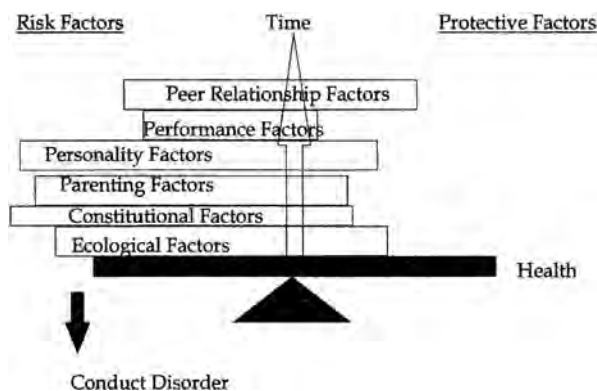 Risk Factors Time Protective Factors
Peer Relationship Factors
Performance Factors
Personality Factors
Parenting Factors
Constitutional Factors
Ecological Factors
Health
Conduct Disorder